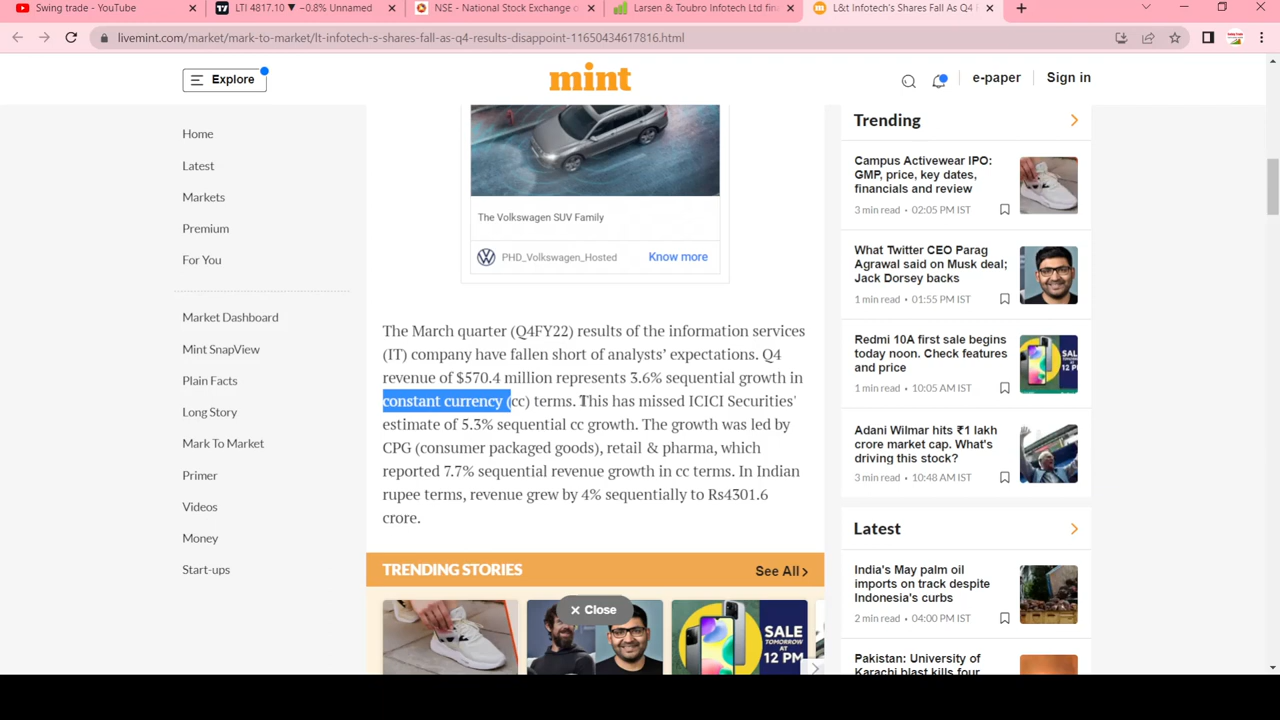 Swing trade - YouTube
LTI 4817.10 ▼ −0.8% Unnamed
NSE - National Stock Exchange o
Larsen & Toubro Infotech Ltd fina
L&t Infotech's Shares Fall As Q4 R
livemint.com/market/mark-to-market/lt-infotech-s-shares-fall-as-q4-results-disappoint-11650434617816.html
Explore
mint
e-paper
Sign in
Home
Latest
Markets
Premium
For You
Market Dashboard
Mint SnapView
Plain Facts
Long Story
Mark To Market
Primer
Videos
Money
Start-ups
The Volkswagen SUV Family
PHD_Volkswagen_Hosted
Know more
The March quarter (Q4FY22) results of the information services
(IT) company have fallen short of analysts’ expectations. Q4
revenue of $570.4 million represents 3.6% sequential growth in
constant currency (cc) terms. This has missed ICICI Securities'
estimate of 5.3% sequential cc growth. The growth was led by
CPG (consumer packaged goods), retail & pharma, which
reported 7.7% sequential revenue growth in cc terms. In Indian
rupee terms, revenue grew by 4% sequentially to Rs4301.6
crore.
TRENDING STORIES
See All
Close
SALE
TOMORROW
AT 12 PM
Trending
Campus Activewear IPO:
GMP, price, key dates,
financials and review
3 min read • 02:05 PM IST
What Twitter CEO Parag
Agrawal said on Musk deal;
Jack Dorsey backs
1 min read • 01:55 PM IST
Redmi 10A first sale begins
today noon. Check features
and price
1 min read • 10:05 AM IST
Adani Wilmar hits ₹1 lakh
crore market cap. What's
driving this stock?
3 min read • 10:48 AM IST
Latest
India's May palm oil
imports on track despite
Indonesia's curbs
2 min read • 04:00 PM IST
Pakistan: University of
Karachi blast kills four